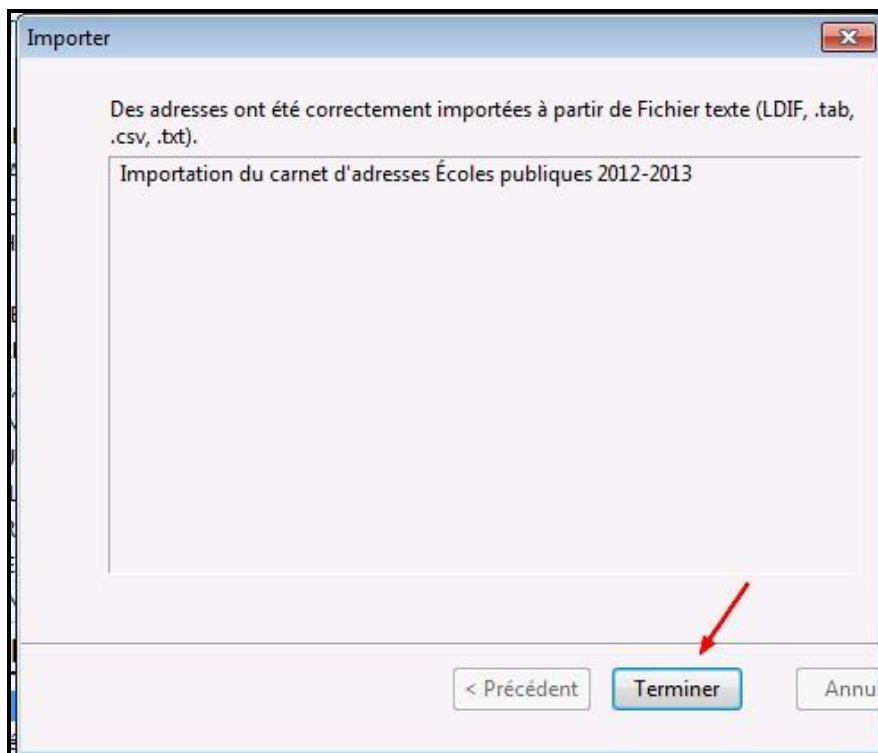 Importer
Des adresses ont été correctement importées à partir de Fichier texte (LDIF, .tab,
.csv, .txt).
Importation du carnet d'adresses Écoles publiques 2012-2013
< Précédent Terminer Annu